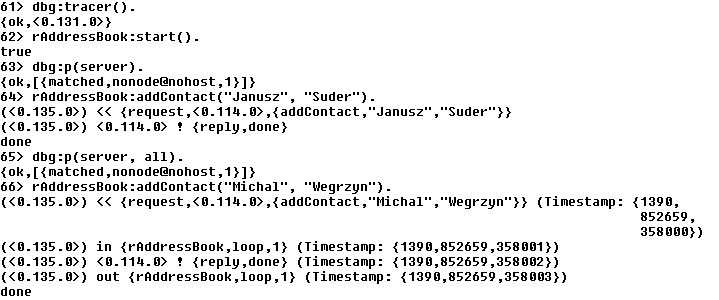 61> dbg:tracer().
{ok,<0.131.0>}
62> rAddressBook:start().
true
63> dbg:p(server).
{ok,[{matched,nonode@nohost,1}]}
64> rAddressBook:addContact("Janusz", "Suder").
(<0.135.0>) << {request,<0.114.0>,{addContact,"Janusz","Suder"}}
(<0.135.0>) <0.114.0> ! {reply,done}
done
65> dbg:p(server, all).
{ok,[{matched,nonode@nohost,1}]}
66> rAddressBook:addContact("Michal", "Wegrzyn").
(<0.135.0>) << {request,<0.114.0>,{addContact,"Michal","Wegrzyn"}} (Timestamp: {1390,
852659,
358000})
(<0.135.0>) in {rAddressBook,loop,1} (Timestamp: {1390,852659,358001})
(<0.135.0>) <0.114.0> ! {reply,done} (Timestamp: {1390,852659,358002})
(<0.135.0>) out {rAddressBook,loop,1} (Timestamp: {1390,852659,358003})
done